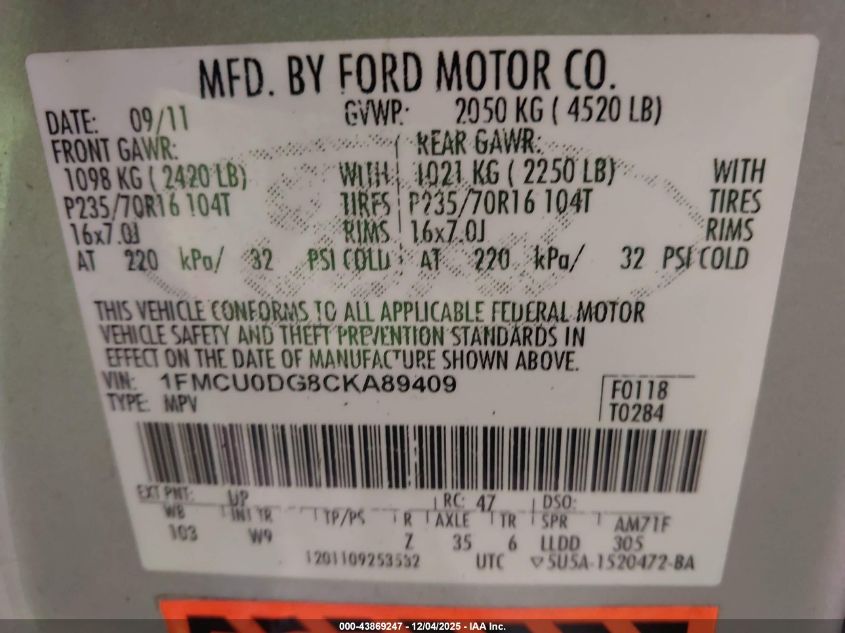 MFD. BY FORD MOTOR CO.
DATE: 09/11 GVWP: 2050 KG ( 4520 LB)
FRONT GAWR: REAR GAWR:
1098 KG ( 2420 LB) WITH 1021 KG ( 2250 LB) WITH
P235/70R16 104T TIRES P235/70R16 104T TIRES
16x7.0J RIMS 16x7.0J RIMS
AT 220 kPa/ 32 PSI COLD AT 220 kPa/ 32 PSI COLD
THIS VEHICLE CONFORMS TO ALL APPLICABLE FEDERAL MOTOR
VEHICLE SAFETY AND THEFT PREVENTION STANDARDS IN
EFFECT ON THE DATE OF MANUFACTURE SHOWN ABOVE.
VIN: 1FMCU0DG8CKA89409
TYPE: MPV
F0118
T0284
EXT PNT: UP RC: 47 DSO:
WB INT TR TP/PS R AXLE TR SPR AM71F
103 W9 Z 35 6 LLDD 305
1201109253532 UTC ▽5U5A-1520472-BA
000-43869247 - 12/04/2025 - IAA Inc.